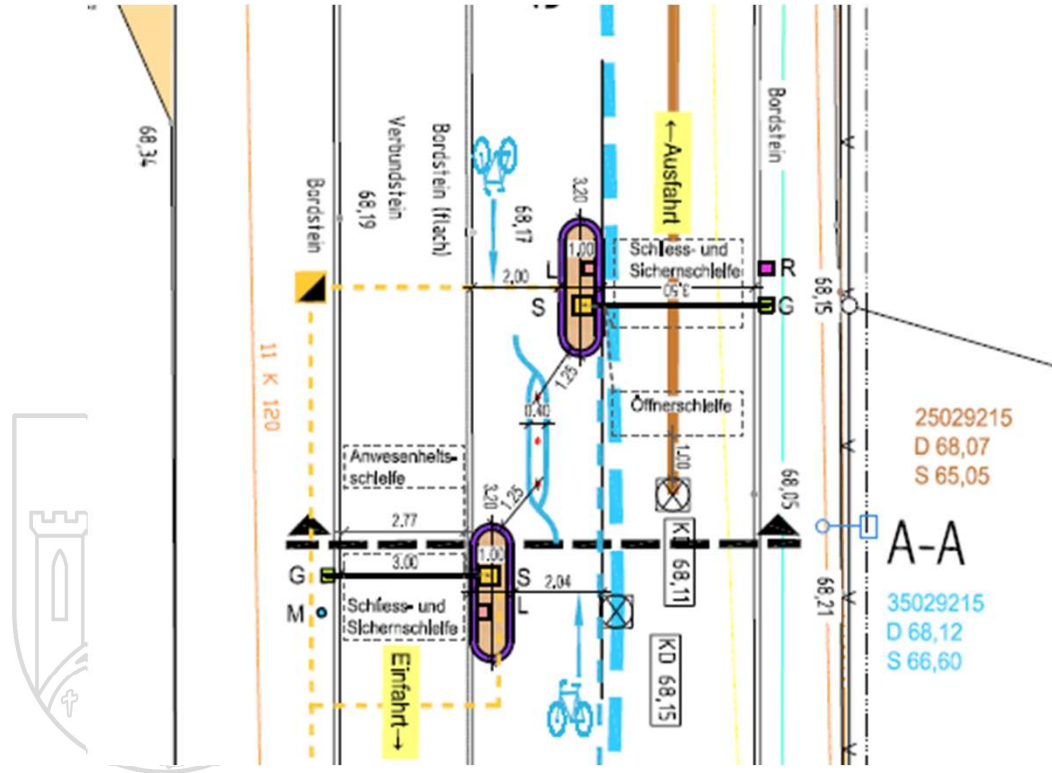 68,34
Bordstein
Verbundstein
68,19
Bordstein (flach)
68,17
3.20
1.00
L
S
2,00
←Ausfahrt
Schliess- und
Sichernschleife
3.50
Bordstein
R
G
68,15
11 K 120
1.25
0.40
Öffnerschleife
1.00
Anwesenheits-
schleife
3.20
1.25
2.77
68,05
25029215
D 68,07
S 65,05
A-A
KD 68,11
G
3.00
1.00
S
2,04
L
M
Schliess- und
Sichernschleife
Einfahrt→
KD 68,15
68,21
35029215
D 68,12
S 66,60